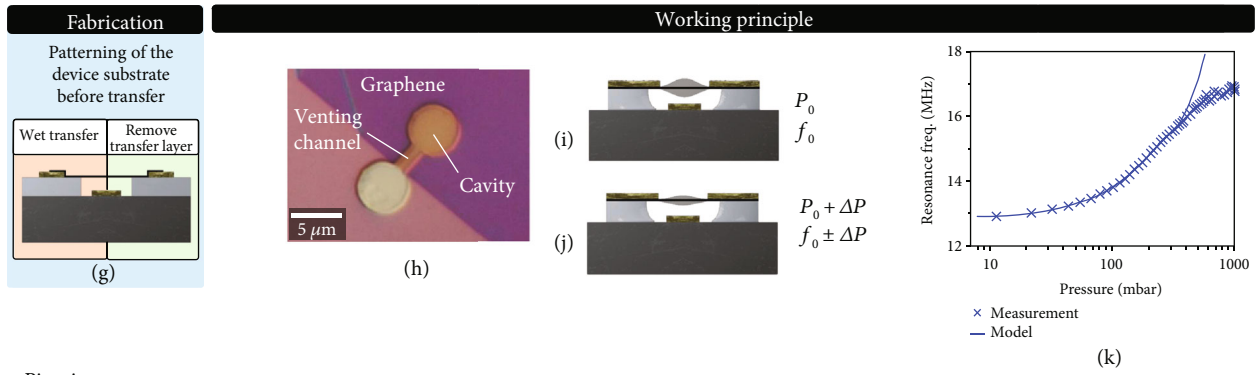 Fabrication
Patterning of the
device substrate
before transfer
Wet transfer
Remove
transfer layer
(g)
Working principle
Graphene
Venting
channel
Cavity
5 μm
(h)
(i)
P₀
f₀
(j)
P₀ + ΔP
f₀ ± ΔP
18
16
14
12
Resonance freq. (MHz)
10
100
1000
Pressure (mbar)
× Measurement
— Model
(k)